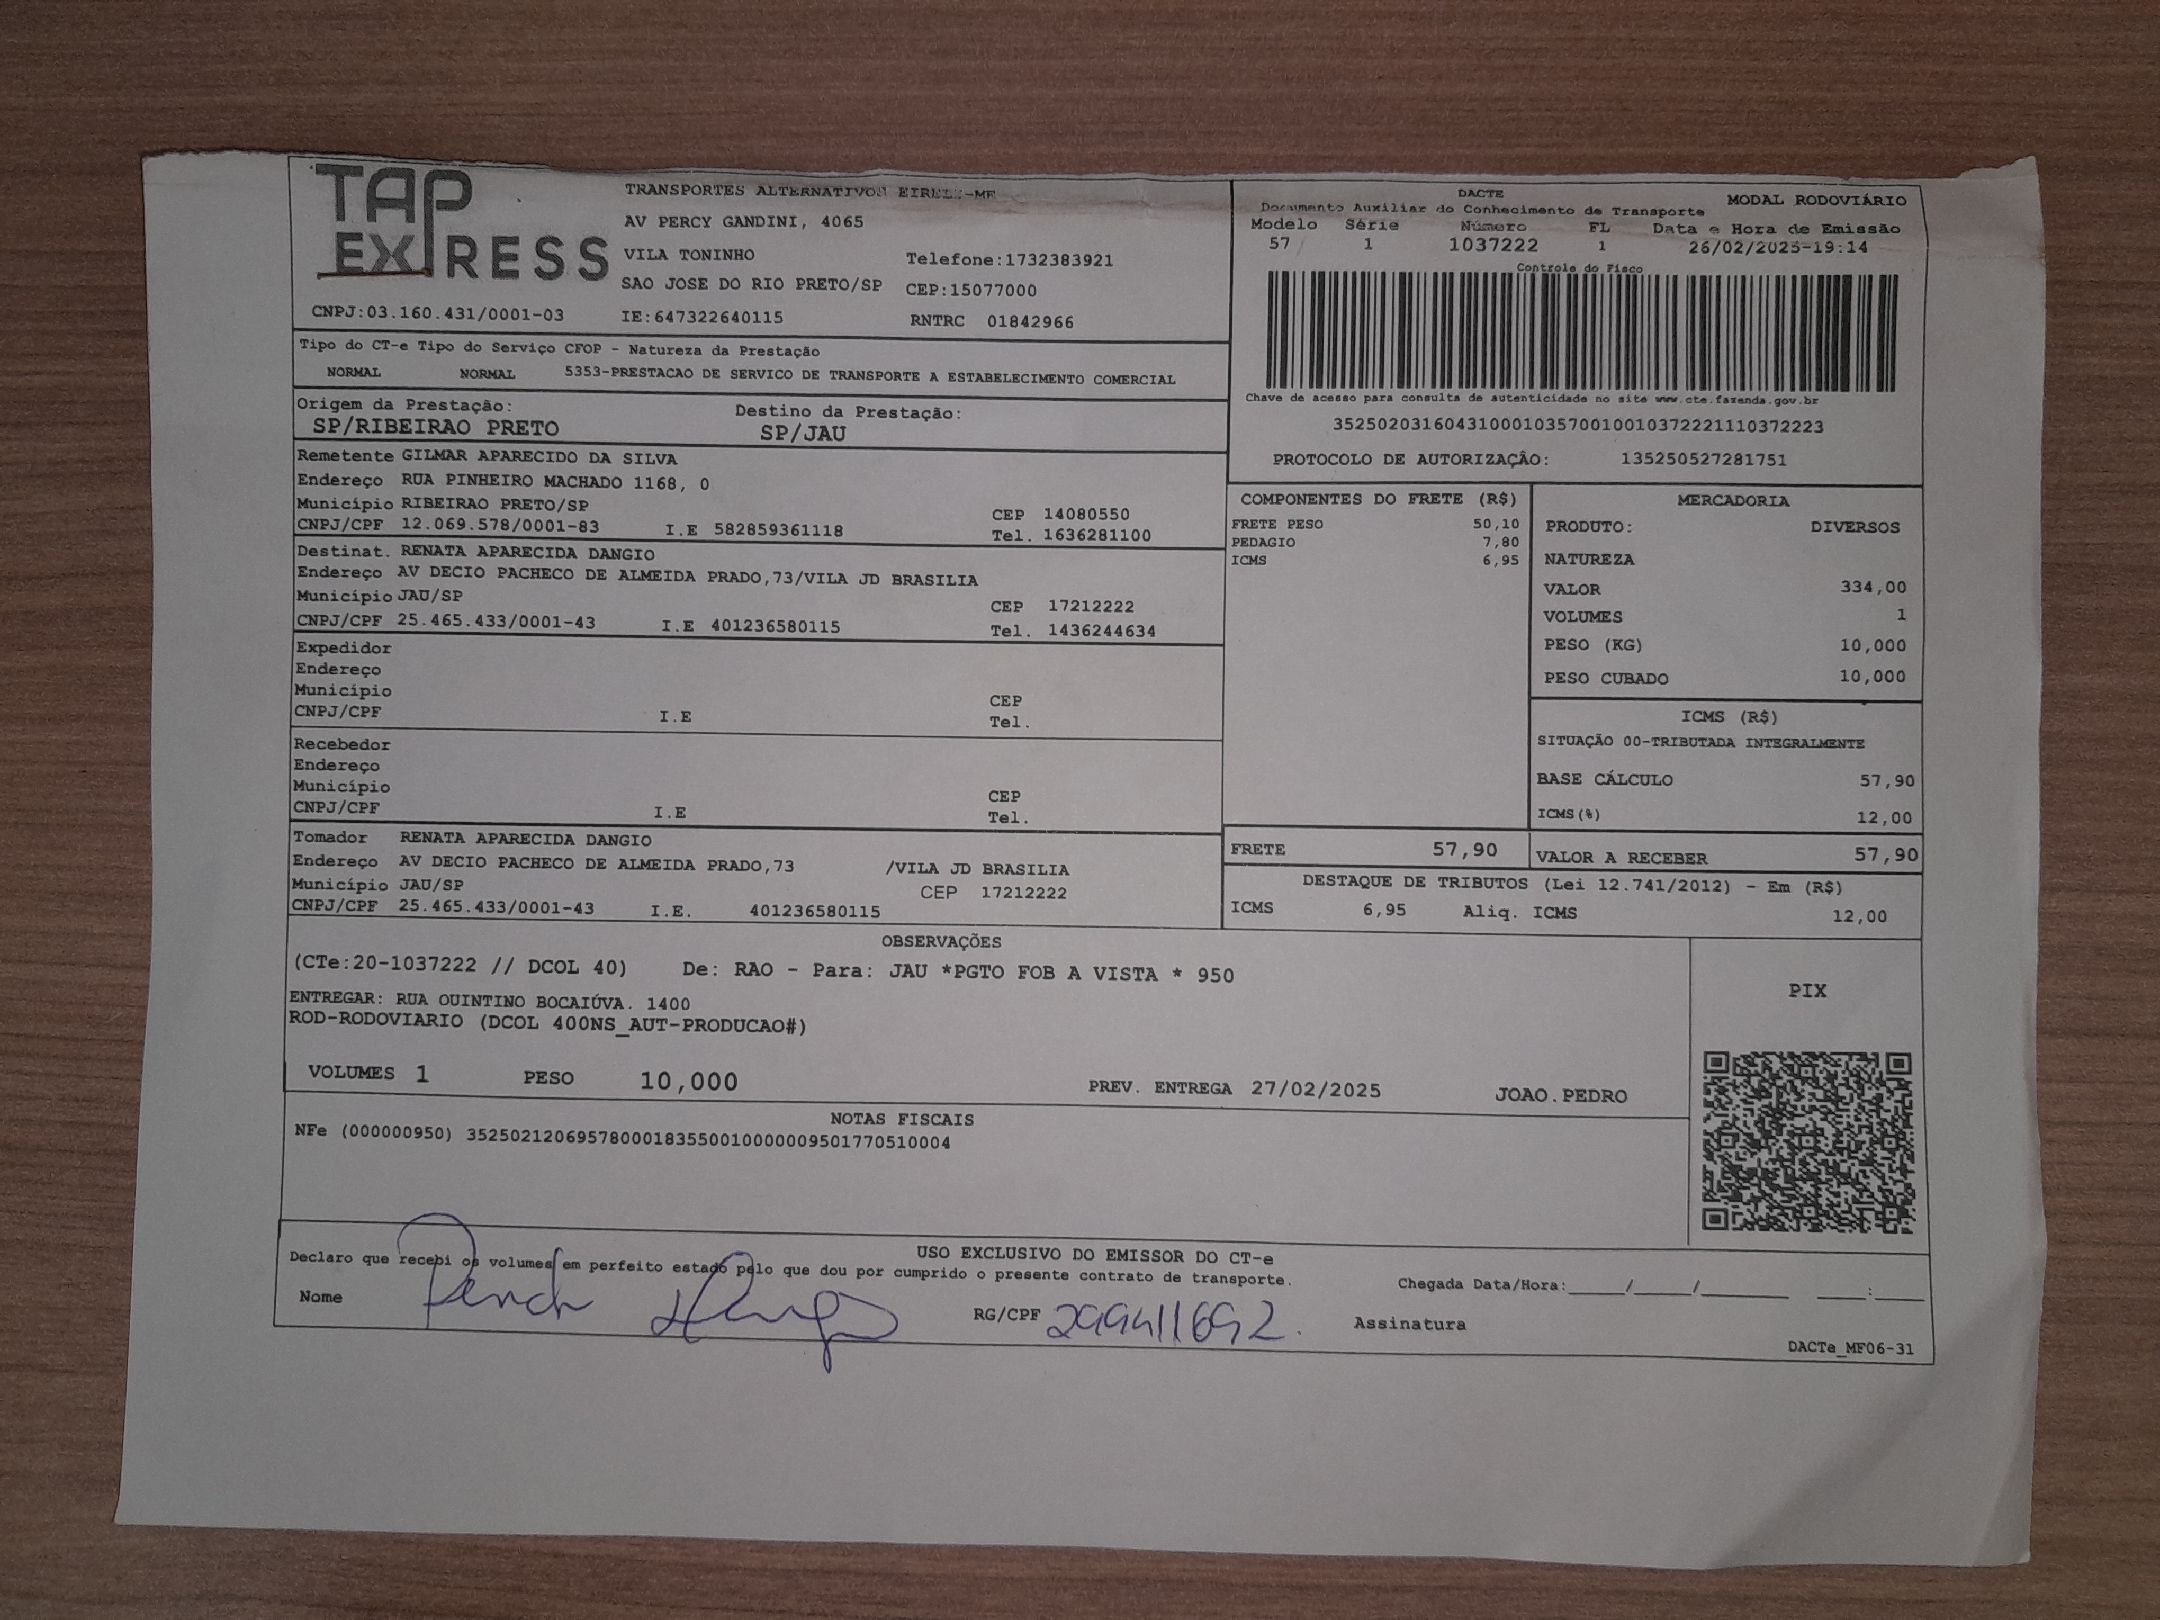 TAP EXPRESS
TRANSPORTES ALTERNATIVOS EIRELI-ME
AV PERCY GANDINI, 4065
VILA TONINHO Telefone:1732383921
SAO JOSE DO RIO PRETO/SP CEP:15077000
CNPJ:03.160.431/0001-03 IE:647322640115 RNTRC 01842966
DACTE MODAL RODOVIÁRIO
Documento Auxiliar do Conhecimento de Transporte
Modelo Série Número FL Data e Hora de Emissão
57 1 1037222 1 26/02/2025-19:14
Controle do Fisco
Chave de acesso para consulta de autenticidade no site www.cte.fazenda.gov.br
35250203160431000103570010010372221110372223
PROTOCOLO DE AUTORIZAÇÂO: 135250527281751
Tipo do CT-e Tipo do Serviço CFOP - Natureza da Prestação
NORMAL NORMAL 5353-PRESTACAO DE SERVICO DE TRANSPORTE A ESTABELECIMENTO COMERCIAL
Origem da Prestação: Destino da Prestação:
SP/RIBEIRAO PRETO SP/JAU
Remetente GILMAR APARECIDO DA SILVA
Endereço RUA PINHEIRO MACHADO 1168, 0
Município RIBEIRAO PRETO/SP CEP 14080550
CNPJ/CPF 12.069.578/0001-83 I.E 582859361118 Tel. 1636281100
Destinat. RENATA APARECIDA DANGIO
Endereço AV DECIO PACHECO DE ALMEIDA PRADO,73/VILA JD BRASILIA
Município JAU/SP CEP 17212222
CNPJ/CPF 25.465.433/0001-43 I.E 401236580115 Tel. 1436244634
Expedidor
Endereço
Município CEP
CNPJ/CPF I.E Tel.
Recebedor
Endereço
Município CEP
CNPJ/CPF I.E Tel.
Tomador RENATA APARECIDA DANGIO
Endereço AV DECIO PACHECO DE ALMEIDA PRADO,73 /VILA JD BRASILIA
Município JAU/SP CEP 17212222
CNPJ/CPF 25.465.433/0001-43 I.E. 401236580115
COMPONENTES DO FRETE (R$)
FRETE PESO 50,10
PEDAGIO 7,80
ICMS 6,95
MERCADORIA
PRODUTO: DIVERSOS
NATUREZA
VALOR 334,00
VOLUMES 1
PESO (KG) 10,000
PESO CUBADO 10,000
ICMS (R$)
SITUAÇÃO 00-TRIBUTADA INTEGRALMENTE
BASE CÁLCULO 57,90
ICMS(%) 12,00
FRETE 57,90 VALOR A RECEBER 57,90
DESTAQUE DE TRIBUTOS (Lei 12.741/2012) - Em (R$)
ICMS 6,95 Aliq. ICMS 12,00
OBSERVAÇÕES
(CTe:20-1037222 // DCOL 40) De: RAO - Para: JAU *PGTO FOB A VISTA * 950
ENTREGAR: RUA QUINTINO BOCAIÚVA. 1400
ROD-RODOVIARIO (DCOL 400NS_AUT-PRODUCAO#)
VOLUMES 1 PESO 10,000 PREV. ENTREGA 27/02/2025 JOAO.PEDRO
PIX
NOTAS FISCAIS
NFe (000000950) 35250212069578000183550010000009501770510004
USO EXCLUSIVO DO EMISSOR DO CT-e
Declaro que recebi os volumes em perfeito estado pelo que dou por cumprido o presente contrato de transporte.
Chegada Data/Hora:_____/_____/________ ____:____
Nome RG/CPF 299411692. Assinatura
DACTe_MF06-31